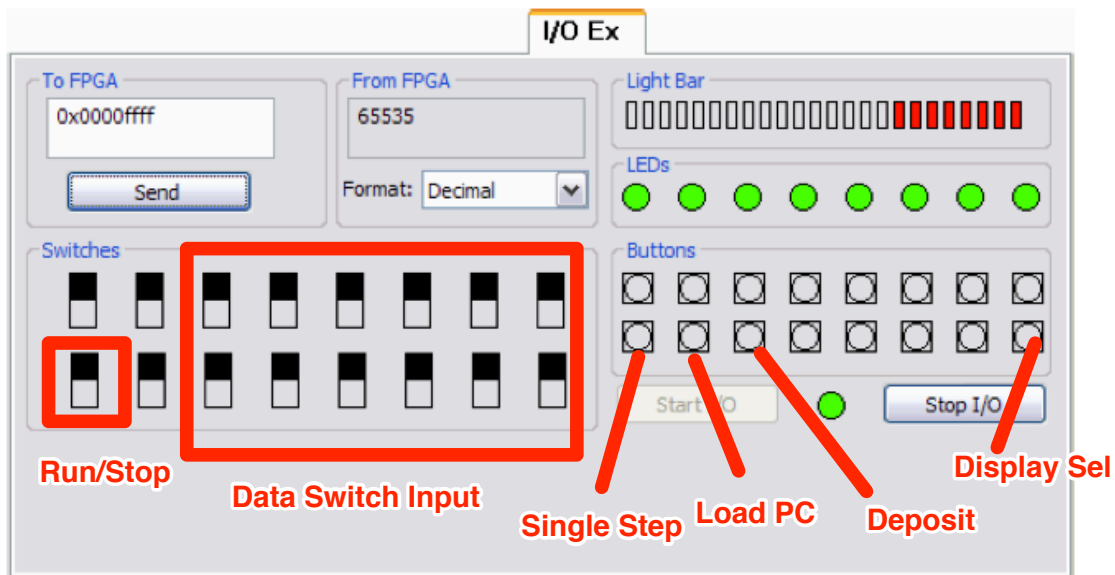 I/O Ex
To FPGA
0x0000ffff
Send
From FPGA
65535
Format: Decimal
Light Bar
LEDs
Switches
Buttons
Start I/O
Stop I/O
Run/Stop
Data Switch Input
Single Step
Load PC
Deposit
Display Sel